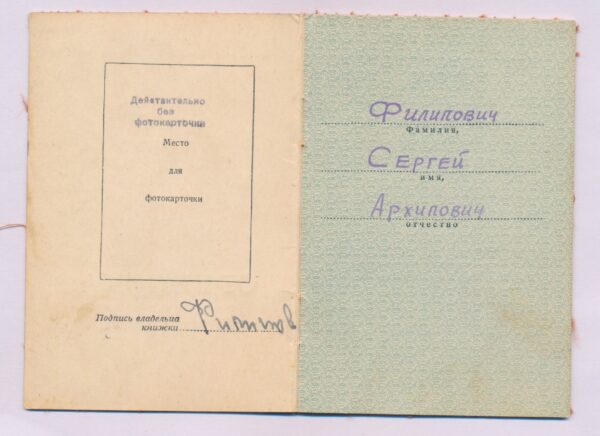 Действительно
без
фотокарточки
Место
для
фотокарточки
Подпись владельца
книжки
Филипович
Фамилия,
Сергей
имя,
Архипович
отчество